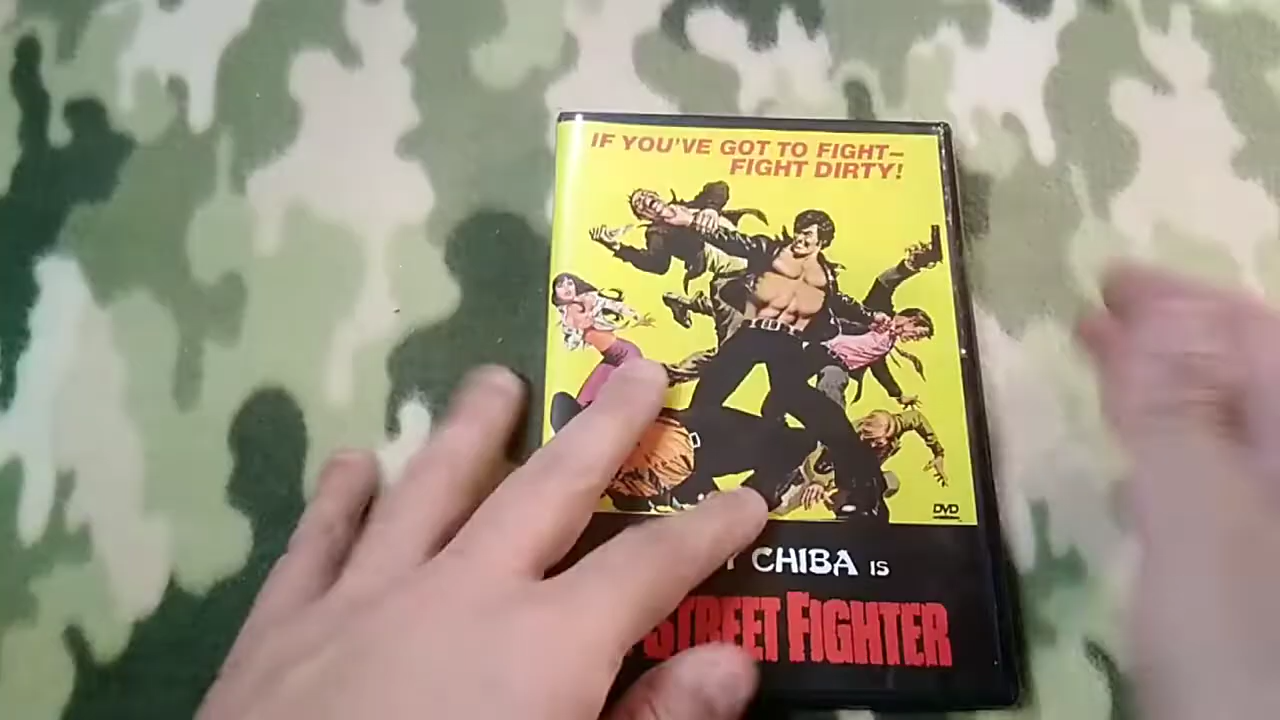 IF YOU'VE GOT TO FIGHT–
FIGHT DIRTY!
DVD
CHIBA IS
STREET FIGHTER